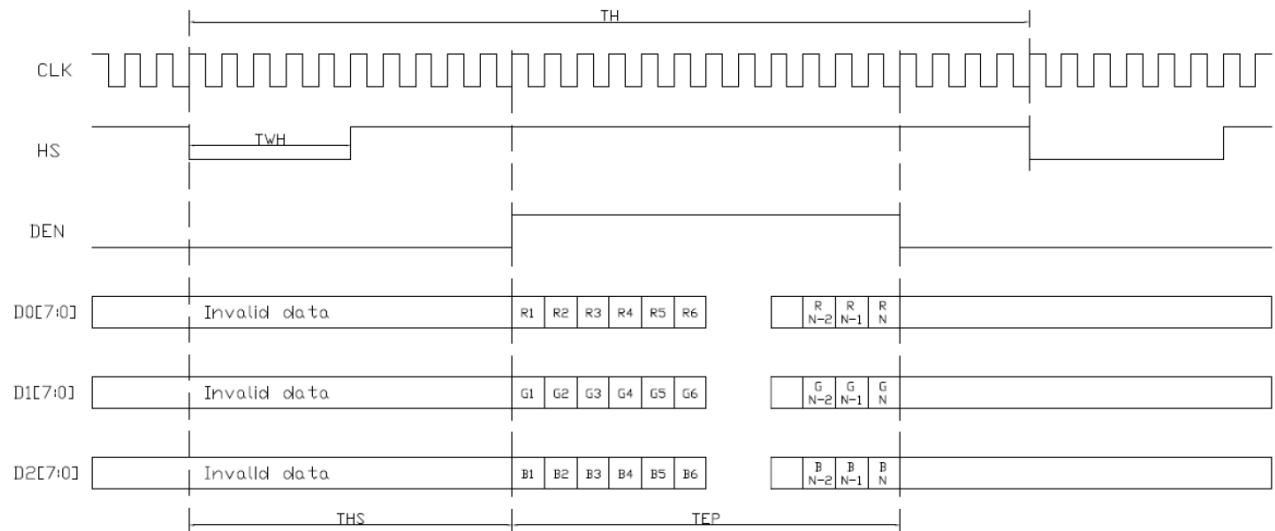 TH
CLK
TWH
HS
DEN
D0[7:0] Invalid data R1 R2 R3 R4 R5 R6 R N-2 R N-1 R N
D1[7:0] Invalid data G1 G2 G3 G4 G5 G6 G N-2 G N-1 G N
D2[7:0] Invalid data B1 B2 B3 B4 B5 B6 B N-2 B N-1 B N
THS TEP